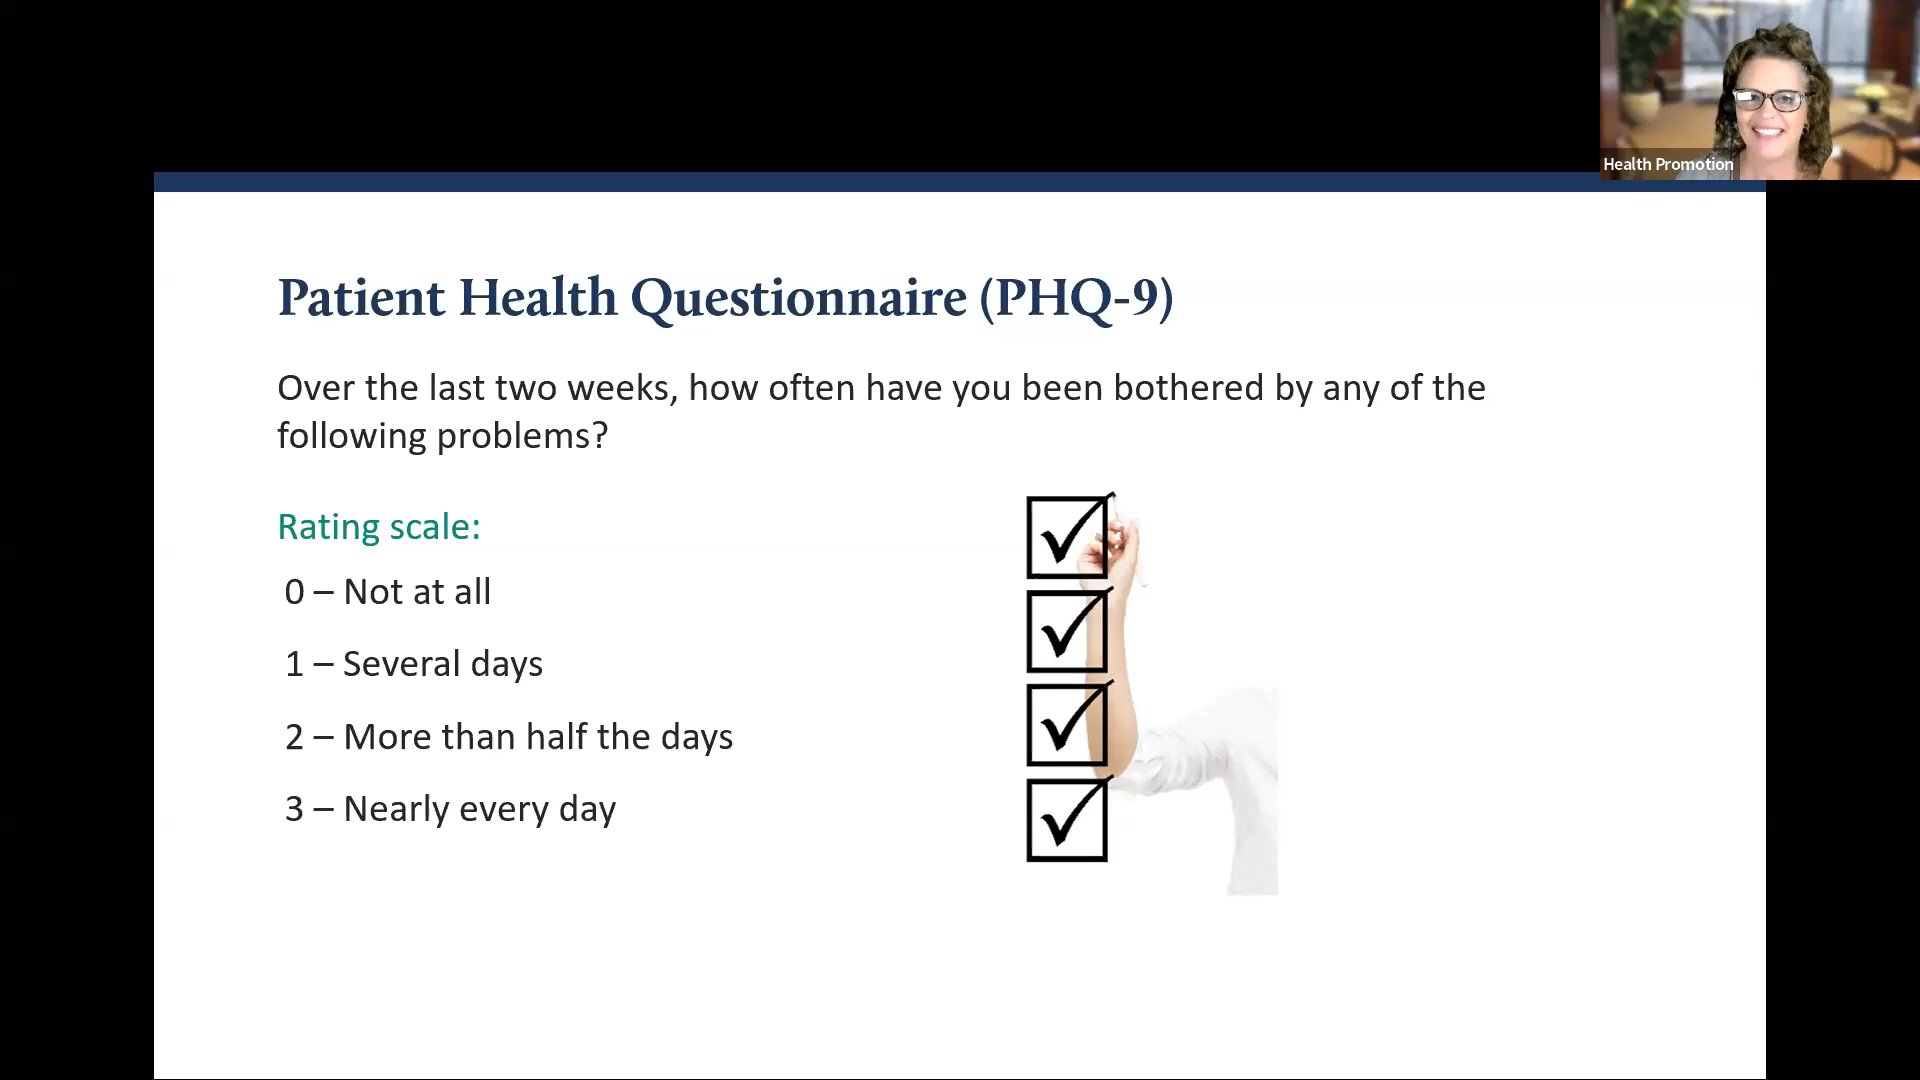 Health Promotion
Patient Health Questionnaire (PHQ-9)
Over the last two weeks, how often have you been bothered by any of the
following problems?
Rating scale:
0 – Not at all
1 – Several days
2 – More than half the days
3 – Nearly every day